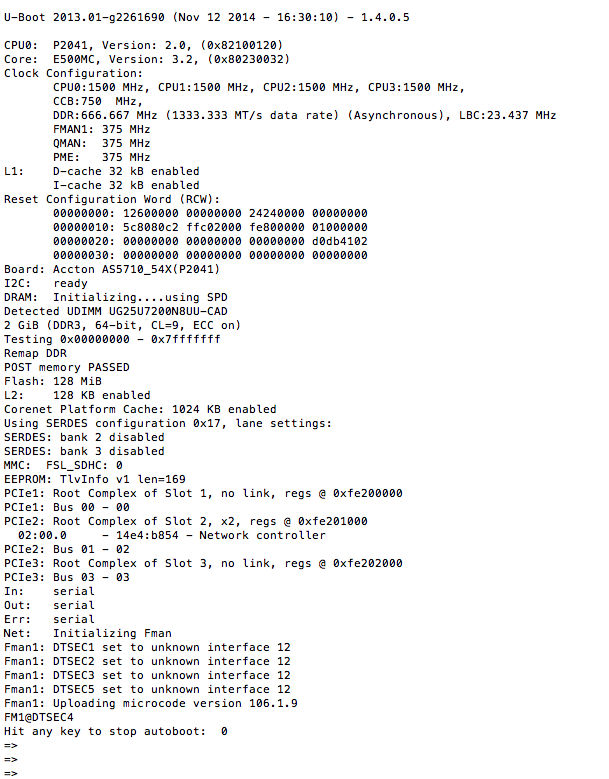 U-Boot 2013.01-g2261690 (Nov 12 2014 - 16:30:10) - 1.4.0.5
CPU0:  P2041, Version: 2.0, (0x82100120)
Core:  E500MC, Version: 3.2, (0x80230032)
Clock Configuration:
       CPU0:1500 MHz, CPU1:1500 MHz, CPU2:1500 MHz, CPU3:1500 MHz,
       CCB:750  MHz,
       DDR:666.667 MHz (1333.333 MT/s data rate) (Asynchronous), LBC:23.437 MHz
       FMAN1: 375 MHz
       QMAN:  375 MHz
       PME:   375 MHz
L1:    D-cache 32 kB enabled
       I-cache 32 kB enabled
Reset Configuration Word (RCW):
       00000000: 12600000 00000000 24240000 00000000
       00000010: 5c8080c2 ffc02000 fe800000 01000000
       00000020: 00000000 00000000 00000000 d0db4102
       00000030: 00000000 00000000 00000000 00000000
Board: Accton AS5710_54X(P2041)
I2C:   ready
DRAM:  Initializing....using SPD
Detected UDIMM UG25U7200N8UU-CAD
2 GiB (DDR3, 64-bit, CL=9, ECC on)
Testing 0x00000000 - 0x7fffffff
Remap DDR
POST memory PASSED
Flash: 128 MiB
L2:    128 KB enabled
Corenet Platform Cache: 1024 KB enabled
Using SERDES configuration 0x17, lane settings:
SERDES: bank 2 disabled
SERDES: bank 3 disabled
MMC:  FSL_SDHC: 0
EEPROM: TlvInfo v1 len=169
PCIe1: Root Complex of Slot 1, no link, regs @ 0xfe200000
PCIe1: Bus 00 - 00
PCIe2: Root Complex of Slot 2, x2, regs @ 0xfe201000
  02:00.0     - 14e4:b854 - Network controller
PCIe2: Bus 01 - 02
PCIe3: Root Complex of Slot 3, no link, regs @ 0xfe202000
PCIe3: Bus 03 - 03
In:    serial
Out:   serial
Err:   serial
Net:   Initializing Fman
Fman1: DTSEC1 set to unknown interface 12
Fman1: DTSEC2 set to unknown interface 12
Fman1: DTSEC3 set to unknown interface 12
Fman1: DTSEC5 set to unknown interface 12
Fman1: Uploading microcode version 106.1.9
FM1@DTSEC4
Hit any key to stop autoboot:  0
=>
=>
=>